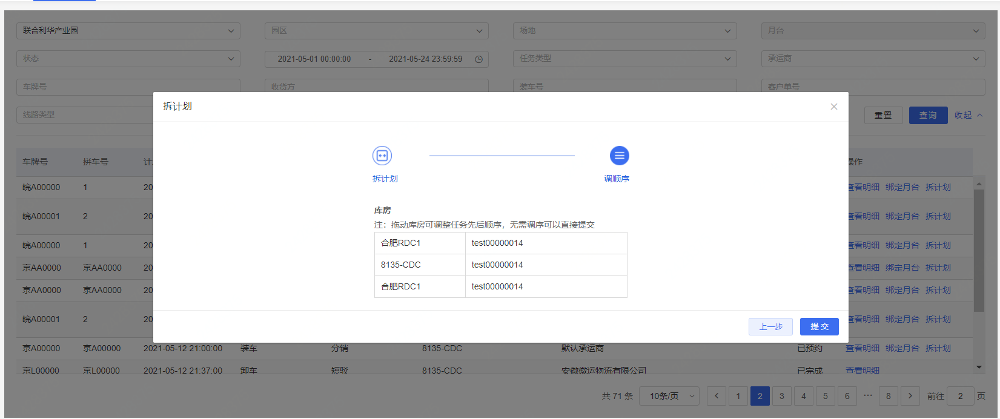 联合利华产业园 园区 场地 月台
状态 2021-05-01 00:00:00 - 2021-05-24 23:59:59 任务类型 承运商
车牌号 收货方 装车号 客户单号
线路类型 重置 查询 收起
拆计划
拆计划 调顺序
库房
注：拖动库房可调整任务先后顺序，无需调序可以直接提交
合肥RDC1 test00000014
8135-CDC test00000014
合肥RDC1 test00000014
上一步 提交
车牌号 拼车号 操作
皖A00000 1 20 查看明细 绑定月台 拆计划
皖A00001 2 20 查看明细 绑定月台 拆计划
皖A00000 1 20 查看明细 绑定月台 拆计划
京AA0000 京AA0000 20 查看明细 绑定月台 拆计划
京AA0000 京AA0000 20 查看明细 绑定月台 拆计划
皖A00001 2 20 查看明细 绑定月台 拆计划
京A00000 京A00000 2021-05-12 21:00:00 装车 分销 8135-CDC 默认承运商 已预约 查看明细 绑定月台 拆计划
京L00000 京L00000 2021-05-12 21:37:00 卸车 短驳 8135-CDC 安徽徽运物流有限公司 已完成 查看明细
共 71 条 10条/页 1 2 3 4 5 6 ··· 8 前往 2 页